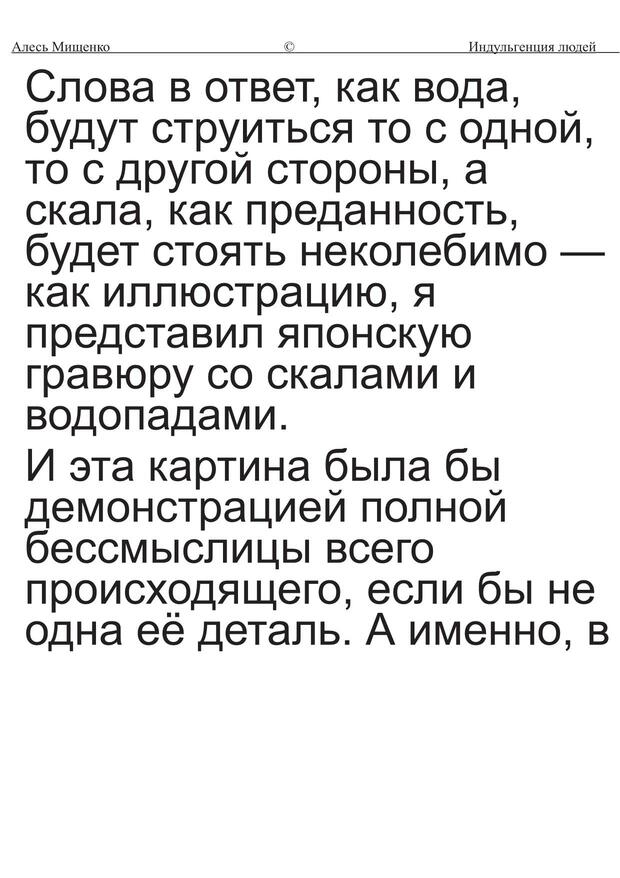 Алесь Мищенко © Индульгенция людей
Слова в ответ, как вода,
будут струиться то с одной,
то с другой стороны, а
скала, как преданность,
будет стоять неколебимо —
как иллюстрацию, я
представил японскую
гравюру со скалами и
водопадами.
И эта картина была бы
демонстрацией полной
бессмыслицы всего
происходящего, если бы не
одна её деталь. А именно, в